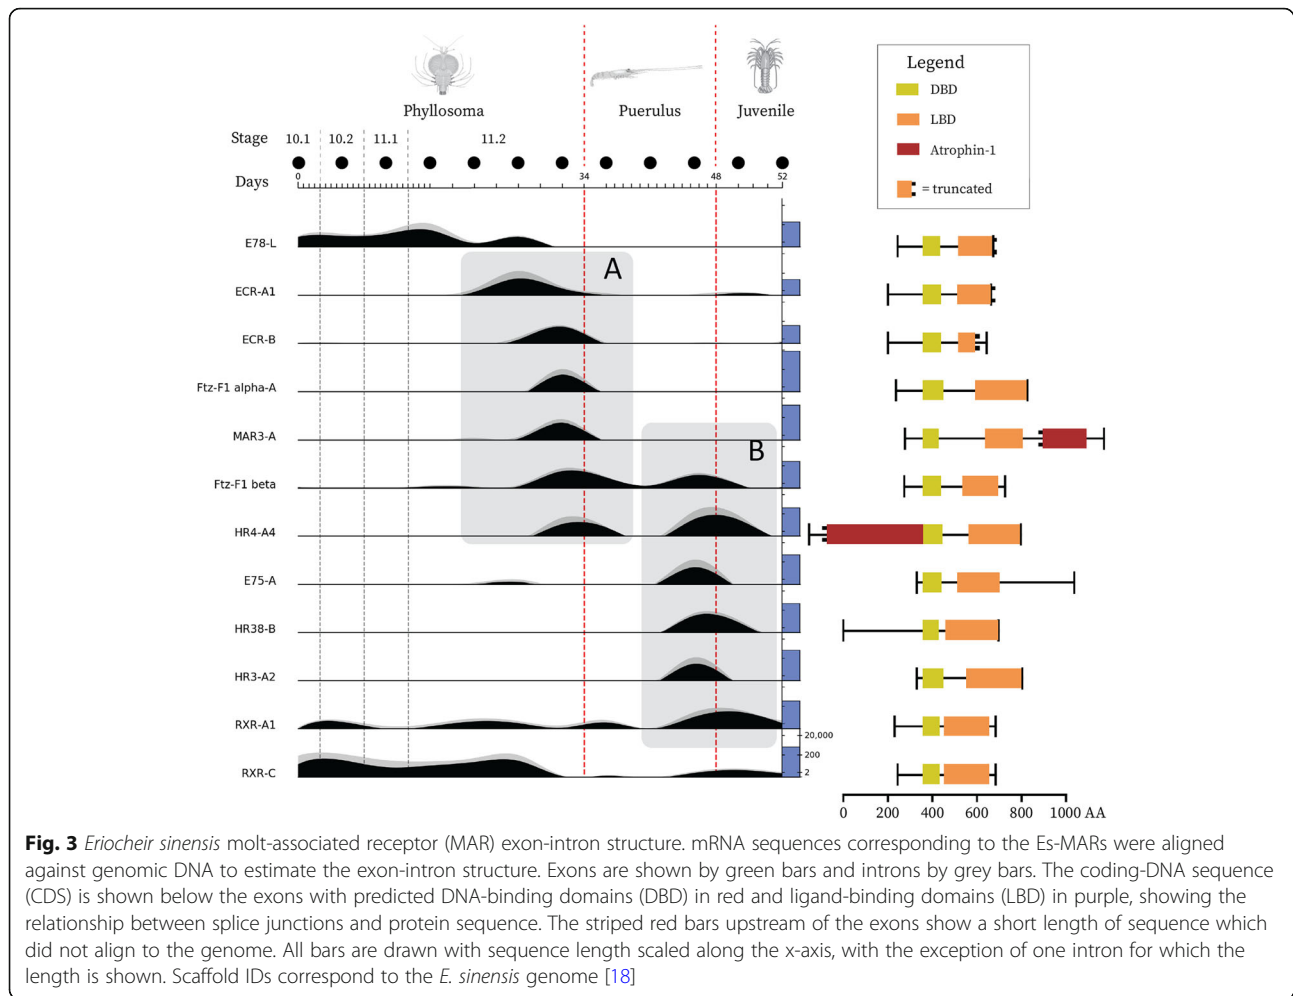 Phyllosoma
Puerulus
Juvenile
Stage
10.1
10.2
11.1
11.2
Days
0
34
48
52
E78-L
ECR-A1
ECR-B
Ftz-F1 alpha-A
MAR3-A
Ftz-F1 beta
HR4-A4
E75-A
HR38-B
HR3-A2
RXR-A1
RXR-C
A
B
20,000
200
2
Legend
DBD
LBD
Atrophin-1
= truncated
0 200 400 600 800 1000 AA
Fig. 3 Eriocheir sinensis molt-associated receptor (MAR) exon-intron structure. mRNA sequences corresponding to the Es-MARs were aligned
against genomic DNA to estimate the exon-intron structure. Exons are shown by green bars and introns by grey bars. The coding-DNA sequence
(CDS) is shown below the exons with predicted DNA-binding domains (DBD) in red and ligand-binding domains (LBD) in purple, showing the
relationship between splice junctions and protein sequence. The striped red bars upstream of the exons show a short length of sequence which
did not align to the genome. All bars are drawn with sequence length scaled along the x-axis, with the exception of one intron for which the
length is shown. Scaffold IDs correspond to the E. sinensis genome [18]